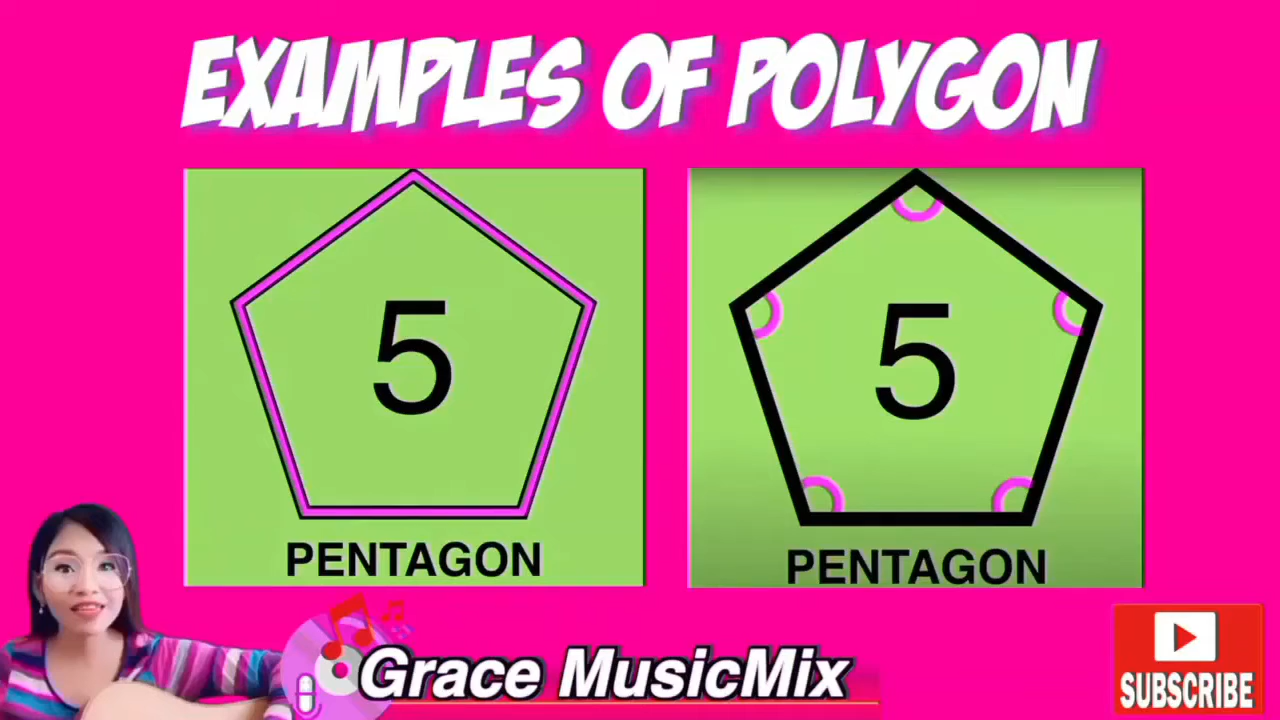 EXAMPLES OF POLYGON
5
PENTAGON
5
PENTAGON
Grace MusicMix
SUBSCRIBE